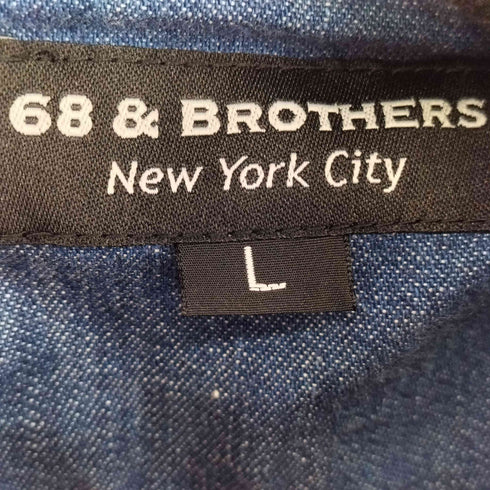 68 & BROTHERS
New York City
L